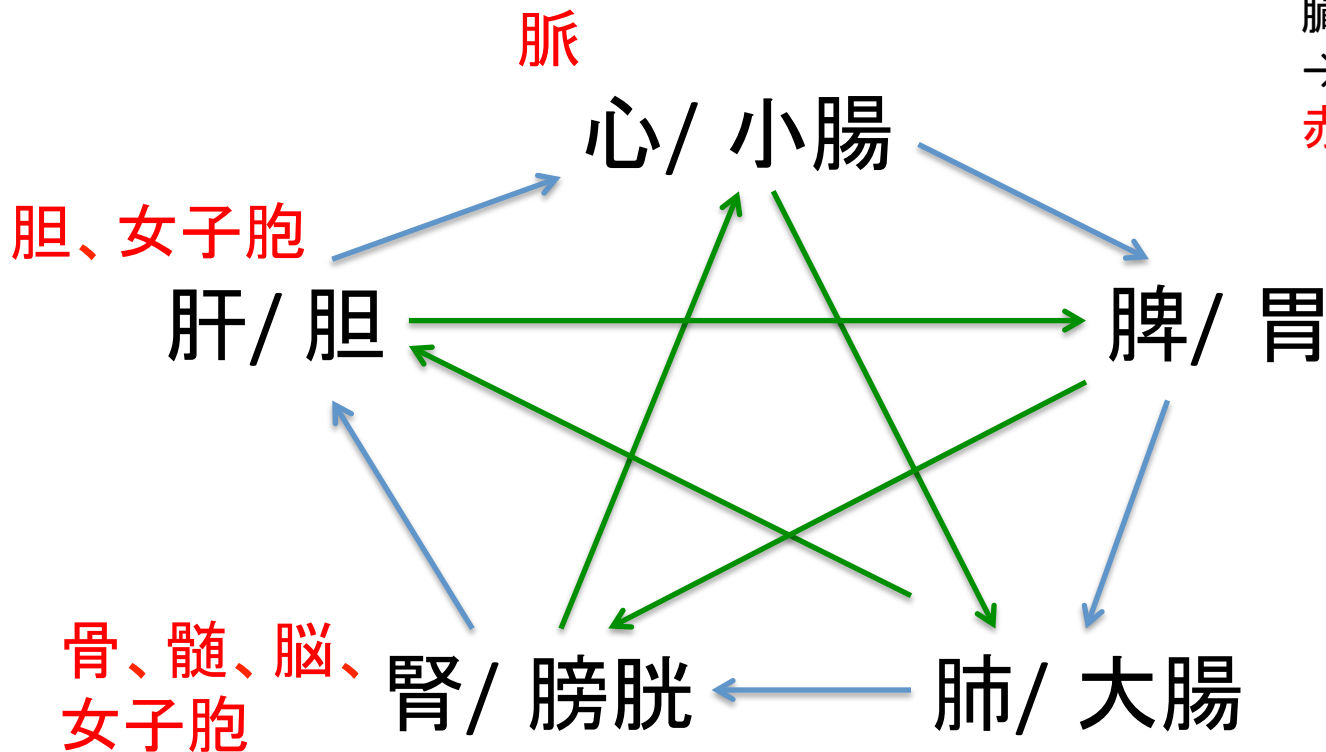 脈
心/ 小腸
胆、女子胞
肝/ 胆
脾/ 胃
骨、髄、脳、
女子胞
腎/ 膀胱
肺/ 大腸